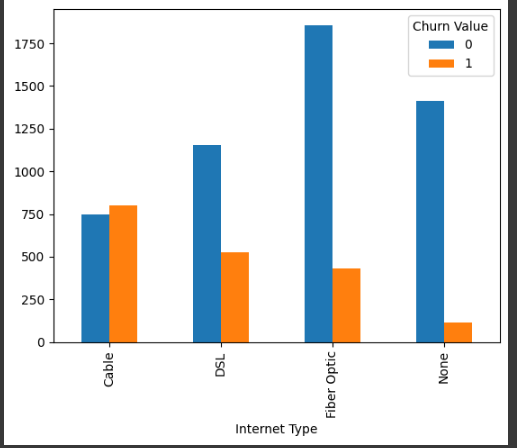 Churn Value
0
1
1750
1500
1250
1000
750
500
250
0
Cable
DSL
Fiber Optic
None
Internet Type